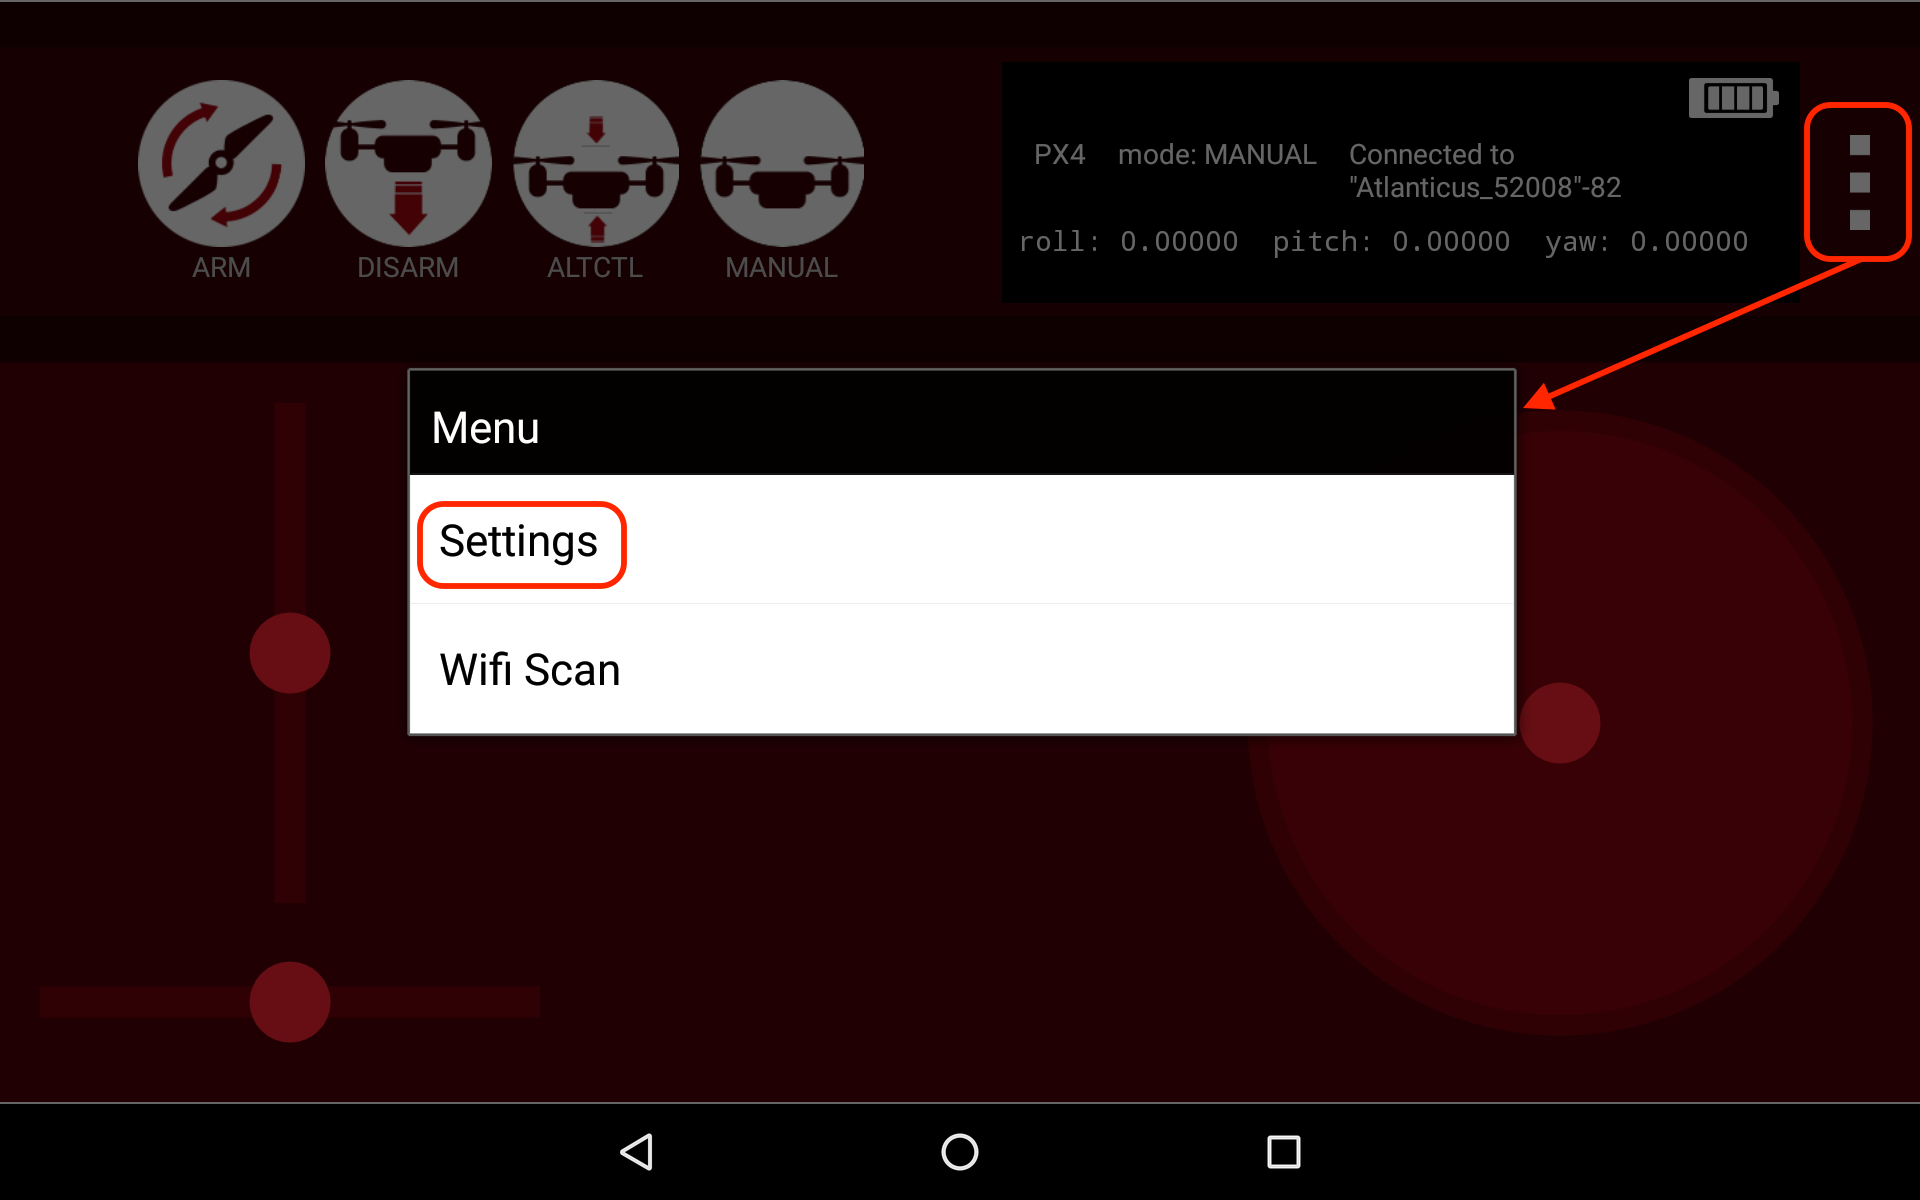 PX4 mode: MANUAL Connected to
"Atlanticus_52008"-82
roll: 0.00000 pitch: 0.00000 yaw: 0.00000
ARM DISARM ALTCTL MANUAL
Menu
Settings
Wifi Scan